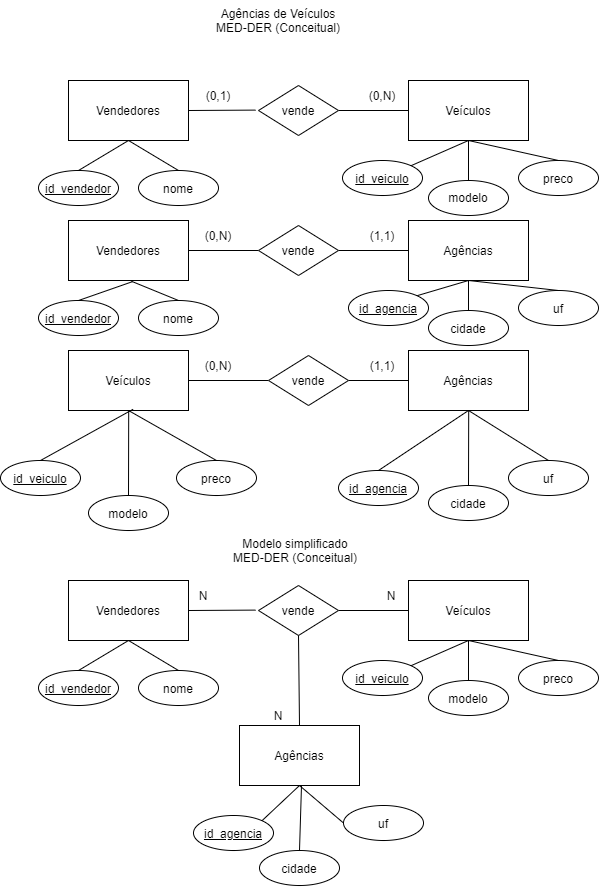 Agências de Veículos
MED-DER (Conceitual)
(0,1)
(0,N)
Vendedores
vende
Veículos
id_vendedor
nome
id_veiculo
modelo
preco
(0,N)
(1,1)
Vendedores
vende
Agências
id_vendedor
nome
id_agencia
cidade
uf
(0,N)
(1,1)
Veículos
vende
Agências
id_veiculo
modelo
preco
id_agencia
cidade
uf
Modelo simplificado
MED-DER (Conceitual)
N
N
Vendedores
vende
Veículos
id_vendedor
nome
id_veiculo
modelo
preco
N
Agências
id_agencia
cidade
uf